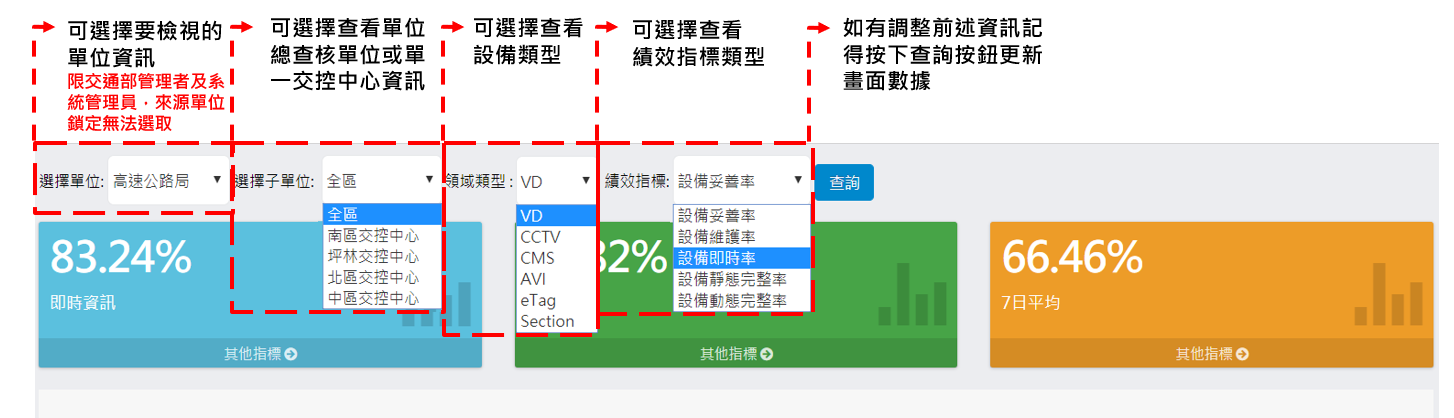 可選擇要檢視的
單位資訊
限交通部管理者及系
統管理員，來源單位
鎖定無法選取
可選擇查看單位
總查核單位或單
一交控中心資訊
可選擇查看
設備類型
可選擇查看
績效指標類型
如有調整前述資訊記
得按下查詢按鈕更新
畫面數據
選擇單位: 高速公路局
選擇子單位: 全區
領域類型: VD
績效指標: 設備妥善率
查詢
全區
南區交控中心
坪林交控中心
北區交控中心
中區交控中心
VD
CCTV
CMS
AVI
eTag
Section
設備妥善率
設備維護率
設備即時率
設備靜態完整率
設備動態完整率
83.24%
即時資訊
其他指標
32%
其他指標
66.46%
7日平均
其他指標